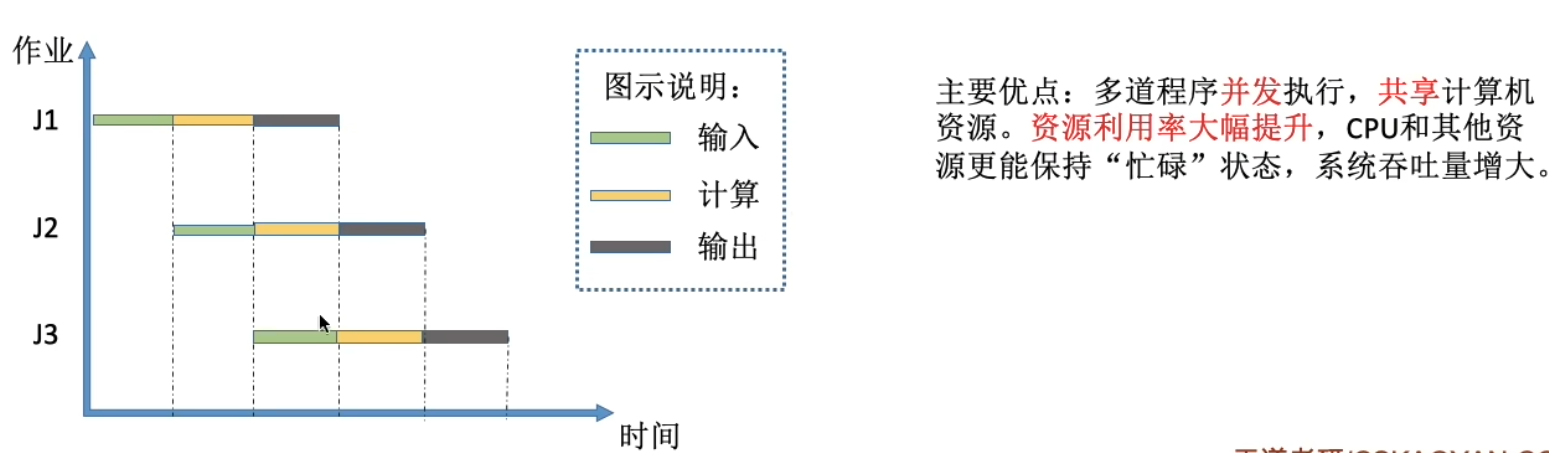 作业
J1
J2
J3
时间
图示说明：
输入
计算
输出
主要优点：多道程序并发执行，共享计算机
资源。资源利用率大幅提升，CPU和其他资
源更能保持“忙碌”状态，系统吞吐量增大。